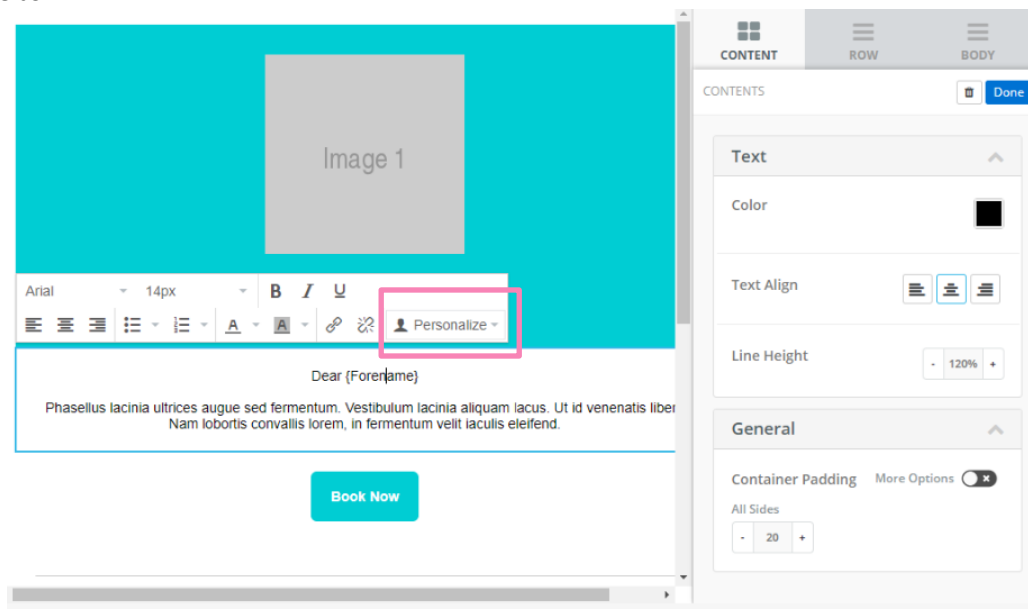 Image 1
Arial 14px B I U
A A Personalize
Dear {Forename}
Phasellus lacinia ultrices augue sed fermentum. Vestibulum lacinia aliquam lacus. Ut id venenatis liber
Nam lobortis convallis lorem, in fermentum velit iaculis eleifend.
Book Now
CONTENT ROW BODY
CONTENTS Done
Text
Color
Text Align
Line Height - 120% +
General
Container Padding More Options
All Sides
- 20 +